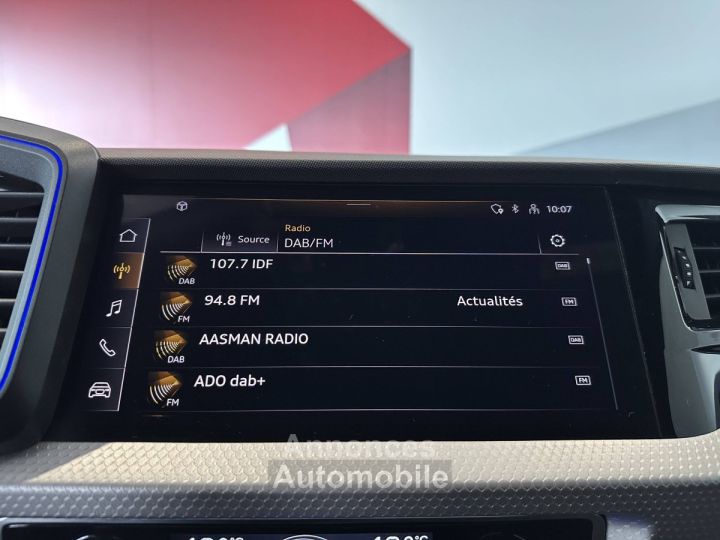 10:07
Radio
Source DAB/FM
107.7 IDF DAB
DAB
94.8 FM Actualités FM
FM
AASMAN RADIO DAB
DAB
ADO dab+ FM
FM
Annonces
Automobile